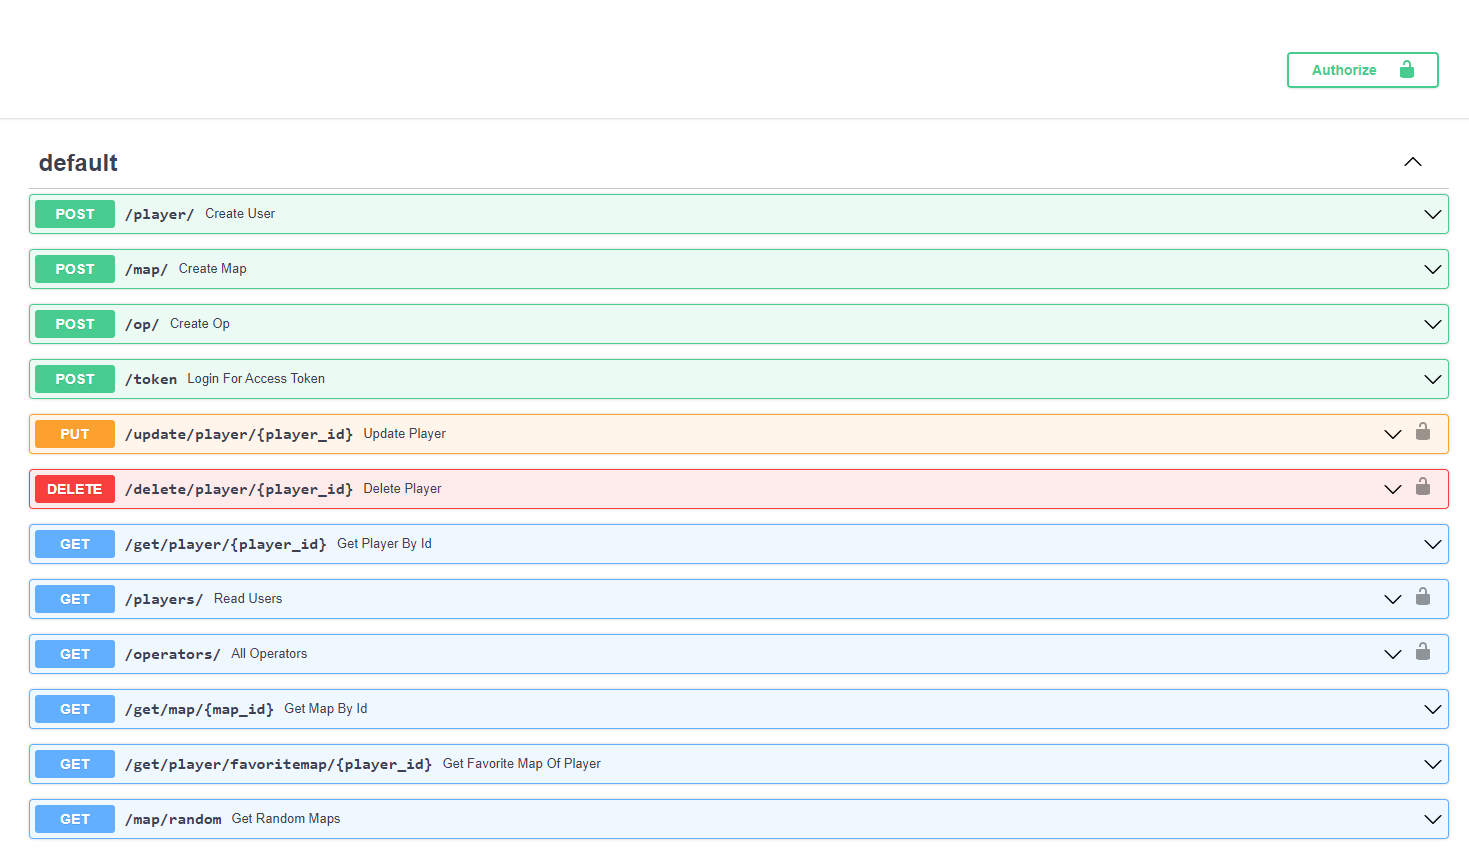 Authorize
default
POST /player/ Create User
POST /map/ Create Map
POST /op/ Create Op
POST /token Login For Access Token
PUT /update/player/{player_id} Update Player
DELETE /delete/player/{player_id} Delete Player
GET /get/player/{player_id} Get Player By Id
GET /players/ Read Users
GET /operators/ All Operators
GET /get/map/{map_id} Get Map By Id
GET /get/player/favoritemap/{player_id} Get Favorite Map Of Player
GET /map/random Get Random Maps